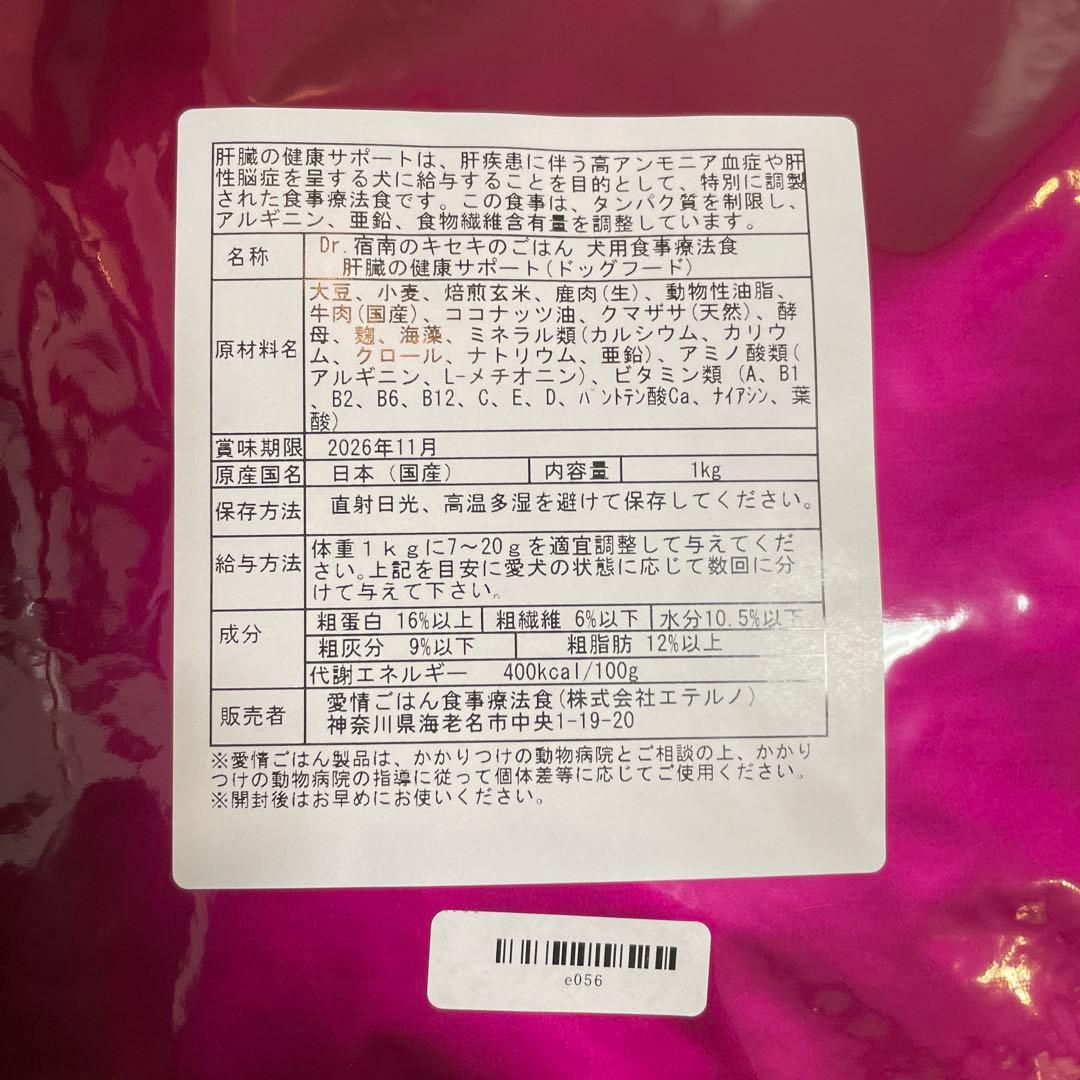 肝臓の健康サポートは、肝疾患に伴う高アンモニア血症や肝
性脳症を呈する犬に給与することを目的として、特別に調製
された食事療法食です。この食事は、タンパク質を制限し、
アルギニン、亜鉛、食物繊維含有量を調整しています。
名称 Dr.宿南のキセキのごはん 犬用食事療法食
肝臓の健康サポート(ドッグフード)
原材料名 大豆、小麦、焙煎玄米、鹿肉(生)、動物性油脂、
牛肉(国産)、ココナッツ油、クマザサ(天然)、酵
母、麹、海藻、ミネラル類(カルシウム、カリウ
ム、クロール、ナトリウム、亜鉛)、アミノ酸類(
アルギニン、L-メチオニン)、ビタミン類 (A、B1
、B2、B6、B12、C、E、D、パントテン酸Ca、ナイアシン、葉
酸)
賞味期限 2026年11月
原産国名 日本(国産) 内容量 1kg
保存方法 直射日光、高温多湿を避けて保存してください。
給与方法 体重1kgに7～20gを適宜調整して与えてくだ
さい。上記を目安に愛犬の状態に応じて数回に分
けて与えて下さい。
成分 粗蛋白 16%以上 粗繊維 6%以下 水分10.5%以下
粗灰分 9%以下 粗脂肪 12%以上
代謝エネルギー 400kcal/100g
販売者 愛情ごはん食事療法食(株式会社エテルノ)
神奈川県海老名市中央1-19-20
※愛情ごはん製品は、かかりつけの動物病院とご相談の上、かかり
つけの動物病院の指導に従って個体差等に応じてご使用ください。
※開封後はお早めにお使いください。
e056